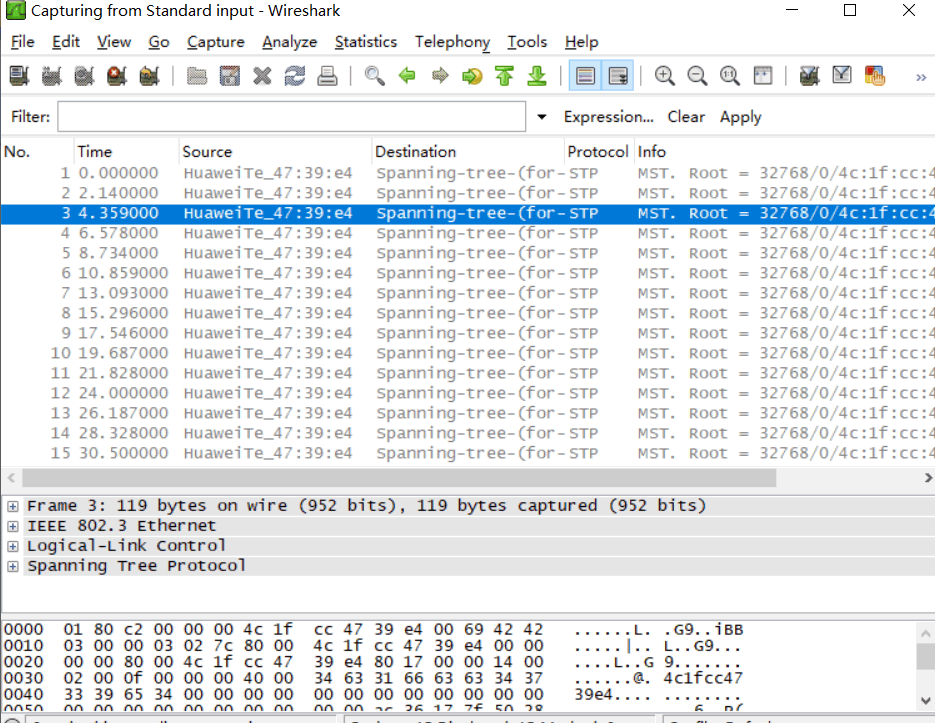 Capturing from Standard input - Wireshark
File Edit View Go Capture Analyze Statistics Telephony Tools Help
Filter: Expression... Clear Apply
No. Time Source Destination Protocol Info
1 0.000000 HuaweiTe_47:39:e4 Spanning-tree-(for- STP MST. Root = 32768/0/4c:1f:cc:4
2 2.140000 HuaweiTe_47:39:e4 Spanning-tree-(for- STP MST. Root = 32768/0/4c:1f:cc:4
3 4.359000 HuaweiTe_47:39:e4 Spanning-tree-(for- STP MST. Root = 32768/0/4c:1f:cc:4
4 6.578000 HuaweiTe_47:39:e4 Spanning-tree-(for- STP MST. Root = 32768/0/4c:1f:cc:4
5 8.734000 HuaweiTe_47:39:e4 Spanning-tree-(for- STP MST. Root = 32768/0/4c:1f:cc:4
6 10.859000 HuaweiTe_47:39:e4 Spanning-tree-(for- STP MST. Root = 32768/0/4c:1f:cc:4
7 13.093000 HuaweiTe_47:39:e4 Spanning-tree-(for- STP MST. Root = 32768/0/4c:1f:cc:4
8 15.296000 HuaweiTe_47:39:e4 Spanning-tree-(for- STP MST. Root = 32768/0/4c:1f:cc:4
9 17.546000 HuaweiTe_47:39:e4 Spanning-tree-(for- STP MST. Root = 32768/0/4c:1f:cc:4
10 19.687000 HuaweiTe_47:39:e4 Spanning-tree-(for- STP MST. Root = 32768/0/4c:1f:cc:4
11 21.828000 HuaweiTe_47:39:e4 Spanning-tree-(for- STP MST. Root = 32768/0/4c:1f:cc:4
12 24.000000 HuaweiTe_47:39:e4 Spanning-tree-(for- STP MST. Root = 32768/0/4c:1f:cc:4
13 26.187000 HuaweiTe_47:39:e4 Spanning-tree-(for- STP MST. Root = 32768/0/4c:1f:cc:4
14 28.328000 HuaweiTe_47:39:e4 Spanning-tree-(for- STP MST. Root = 32768/0/4c:1f:cc:4
15 30.500000 HuaweiTe_47:39:e4 Spanning-tree-(for- STP MST. Root = 32768/0/4c:1f:cc:4
Frame 3: 119 bytes on wire (952 bits), 119 bytes captured (952 bits)
IEEE 802.3 Ethernet
Logical-Link Control
Spanning Tree Protocol
0000 01 80 c2 00 00 00 4c 1f cc 47 39 e4 00 69 42 42 ......L. .G9..iBB
0010 03 00 00 03 02 7c 80 00 4c 1f cc 47 39 e4 00 00 .....|.. L..G9...
0020 00 00 80 00 4c 1f cc 47 39 e4 80 17 00 00 14 00 ....L..G 9.......
0030 02 00 0f 00 00 00 40 00 34 63 31 66 63 63 34 37 ......@. 4c1fcc47
0040 33 39 65 34 00 00 00 00 00 00 00 00 00 00 00 00 39e4.... ........